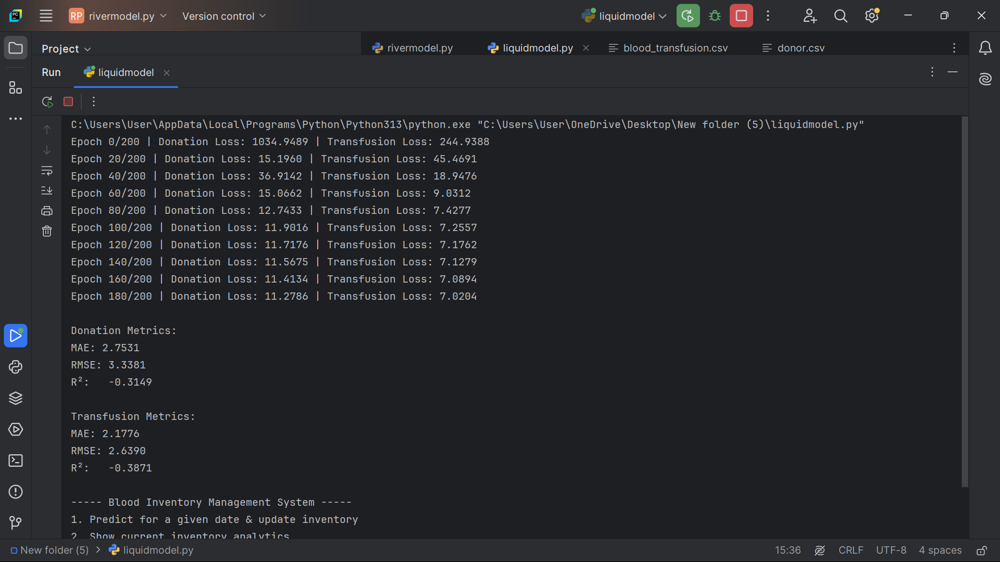 RP rivermodel.py Version control liquidmodel
Project rivermodel.py liquidmodel.py blood_transfusion.csv donor.csv
Run liquidmodel
C:\Users\User\AppData\Local\Programs\Python\Python313\python.exe "C:\Users\User\OneDrive\Desktop\New folder (5)\liquidmodel.py"
Epoch 0/200 | Donation Loss: 1034.9489 | Transfusion Loss: 244.9388
Epoch 20/200 | Donation Loss: 15.1960 | Transfusion Loss: 45.4691
Epoch 40/200 | Donation Loss: 36.9142 | Transfusion Loss: 18.9476
Epoch 60/200 | Donation Loss: 15.0662 | Transfusion Loss: 9.0312
Epoch 80/200 | Donation Loss: 12.7433 | Transfusion Loss: 7.4277
Epoch 100/200 | Donation Loss: 11.9016 | Transfusion Loss: 7.2557
Epoch 120/200 | Donation Loss: 11.7176 | Transfusion Loss: 7.1762
Epoch 140/200 | Donation Loss: 11.5675 | Transfusion Loss: 7.1279
Epoch 160/200 | Donation Loss: 11.4134 | Transfusion Loss: 7.0894
Epoch 180/200 | Donation Loss: 11.2786 | Transfusion Loss: 7.0204
Donation Metrics:
MAE: 2.7531
RMSE: 3.3381
R²:   -0.3149
Transfusion Metrics:
MAE: 2.1776
RMSE: 2.6390
R²:   -0.3871
----- Blood Inventory Management System -----
1. Predict for a given date & update inventory
2. Show current inventory analytics
New folder (5) > liquidmodel.py 15:36 CRLF UTF-8 4 spaces